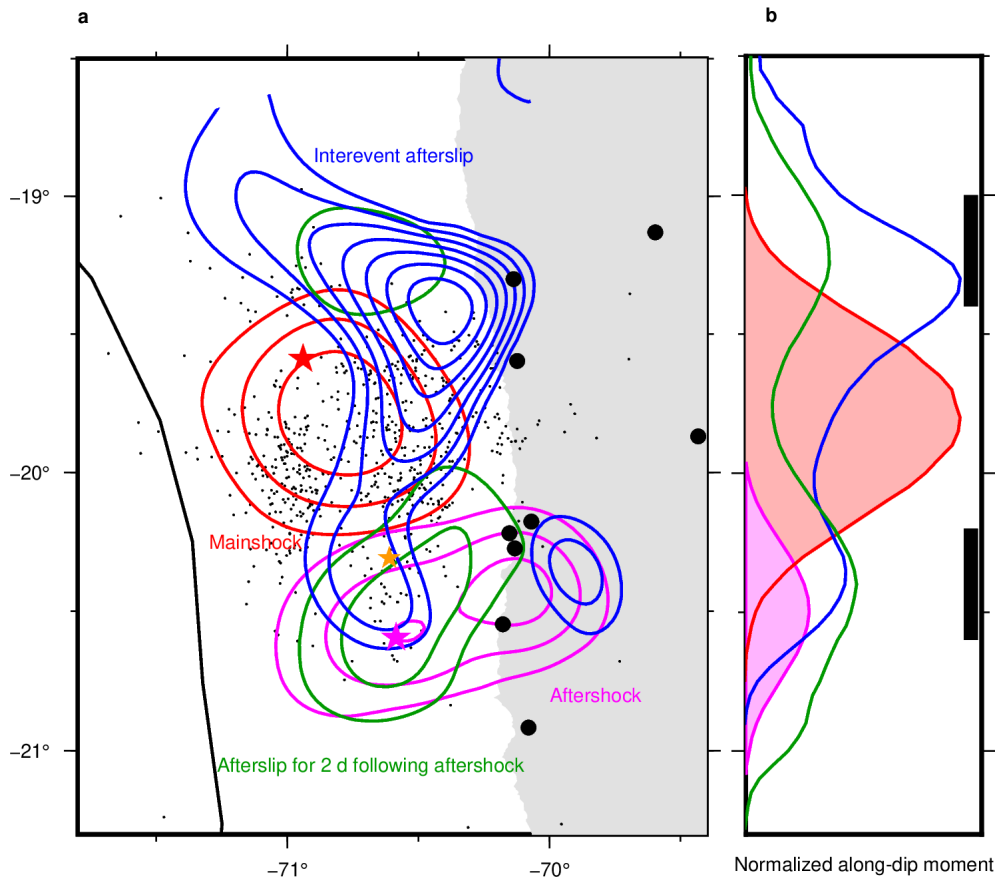 a
b
Interevent afterslip
−19°
−20°
Mainshock
Aftershock
−21°
Afterslip for 2 d following aftershock
−71°
−70°
Normalized along-dip moment